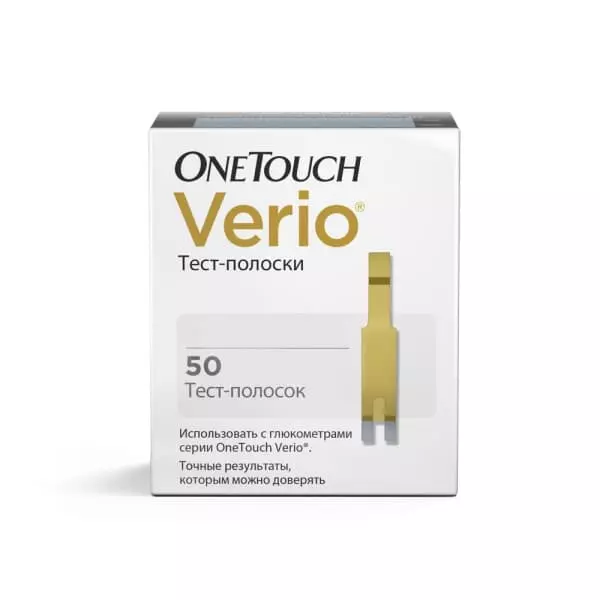 ONETOUCH
Verio®
Тест-полоски
50
Тест-полосок
Использовать с глюкометрами
серии OneTouch Verio®.
Точные результаты,
которым можно доверять